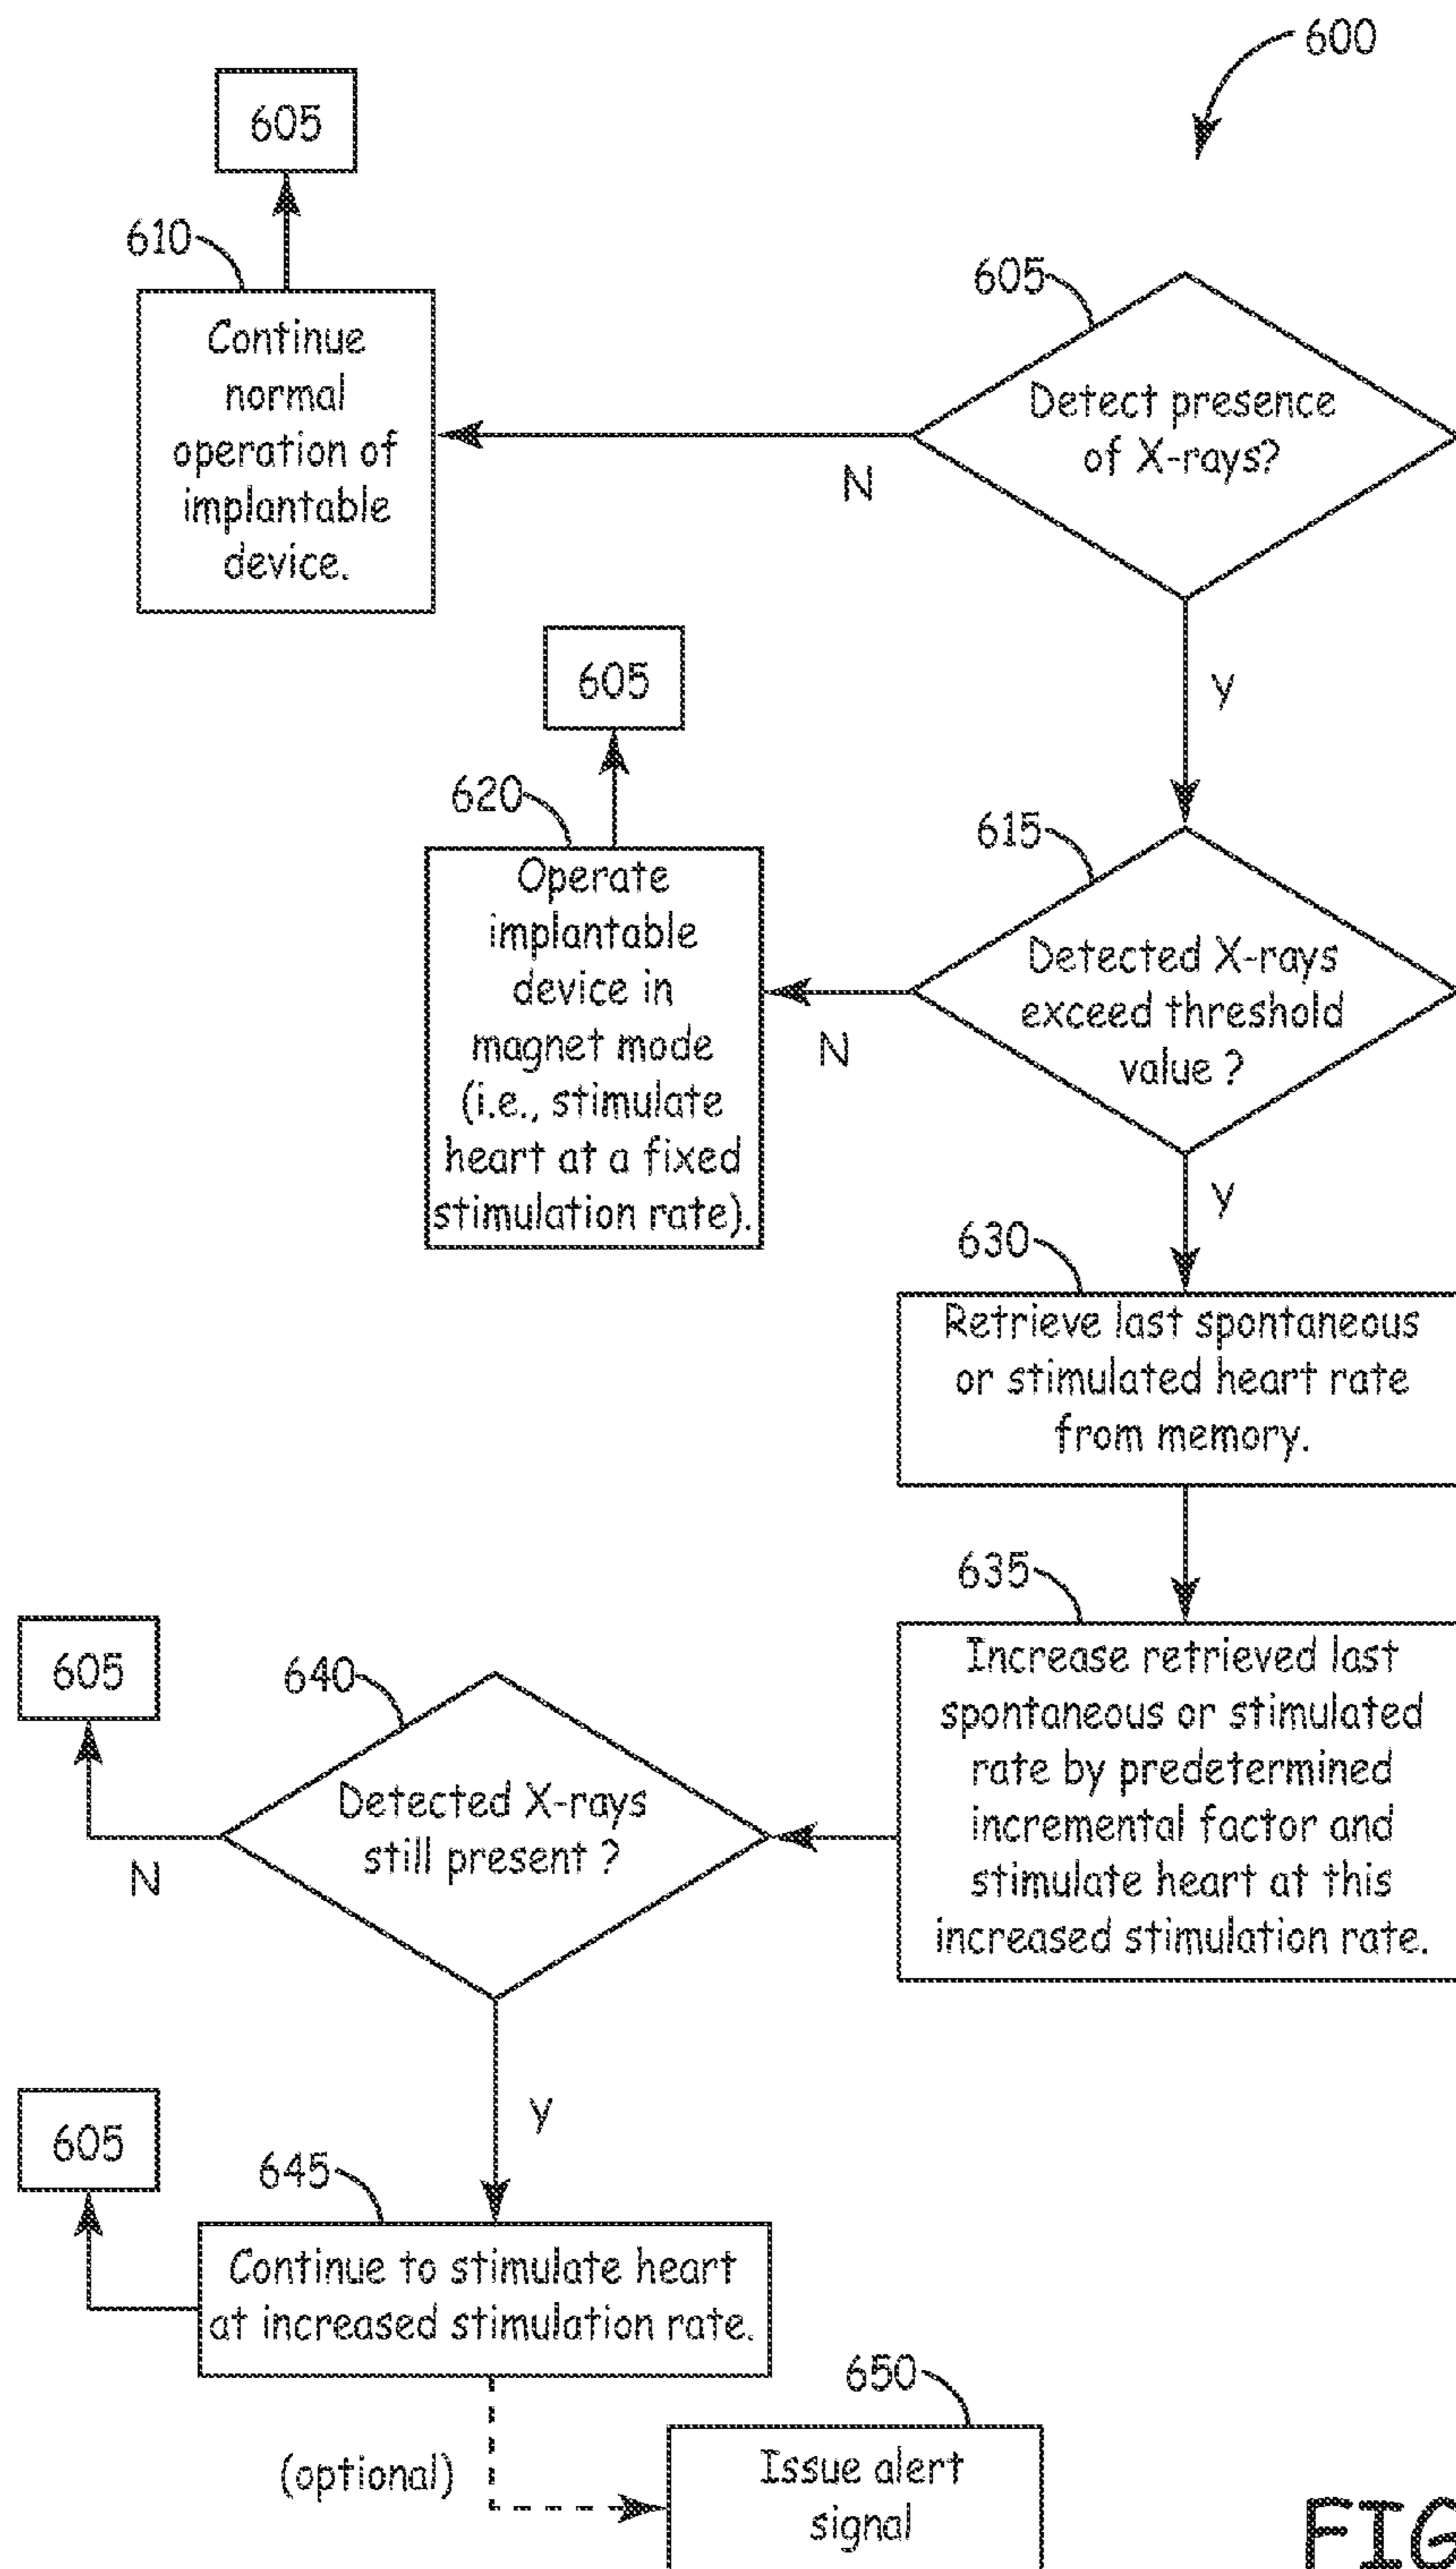 600
605
610
Continue
normal
operation of
implantable
device.
605
Detect presence
of X-rays?
N
Y
605
620
Operate
implantable
device in
magnet mode
(i.e., stimulate
heart at a fixed
stimulation rate).
615
Detected X-rays
exceed threshold
value ?
N
Y
630
Retrieve last spontaneous
or stimulated heart rate
from memory.
635
Increase retrieved last
spontaneous or stimulated
rate by predetermined
incremental factor and
stimulate heart at this
increased stimulation rate.
605
640
Detected X-rays
still present ?
N
Y
605
645
Continue to stimulate heart
at increased stimulation rate.
(optional)
650
Issue alert
signal
FIG